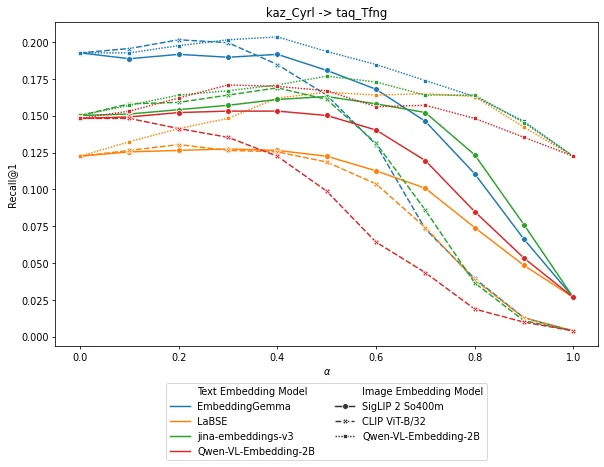 kaz_Cyrl -> taq_Tfng
0.200
0.175
0.150
0.125
0.100
0.075
0.050
0.025
0.000
Recall@1
0.0 0.2 0.4 0.6 0.8 1.0
α
Text Embedding Model Image Embedding Model
EmbeddingGemma SigLIP 2 So400m
LaBSE CLIP ViT-B/32
jina-embeddings-v3 Qwen-VL-Embedding-2B
Qwen-VL-Embedding-2B